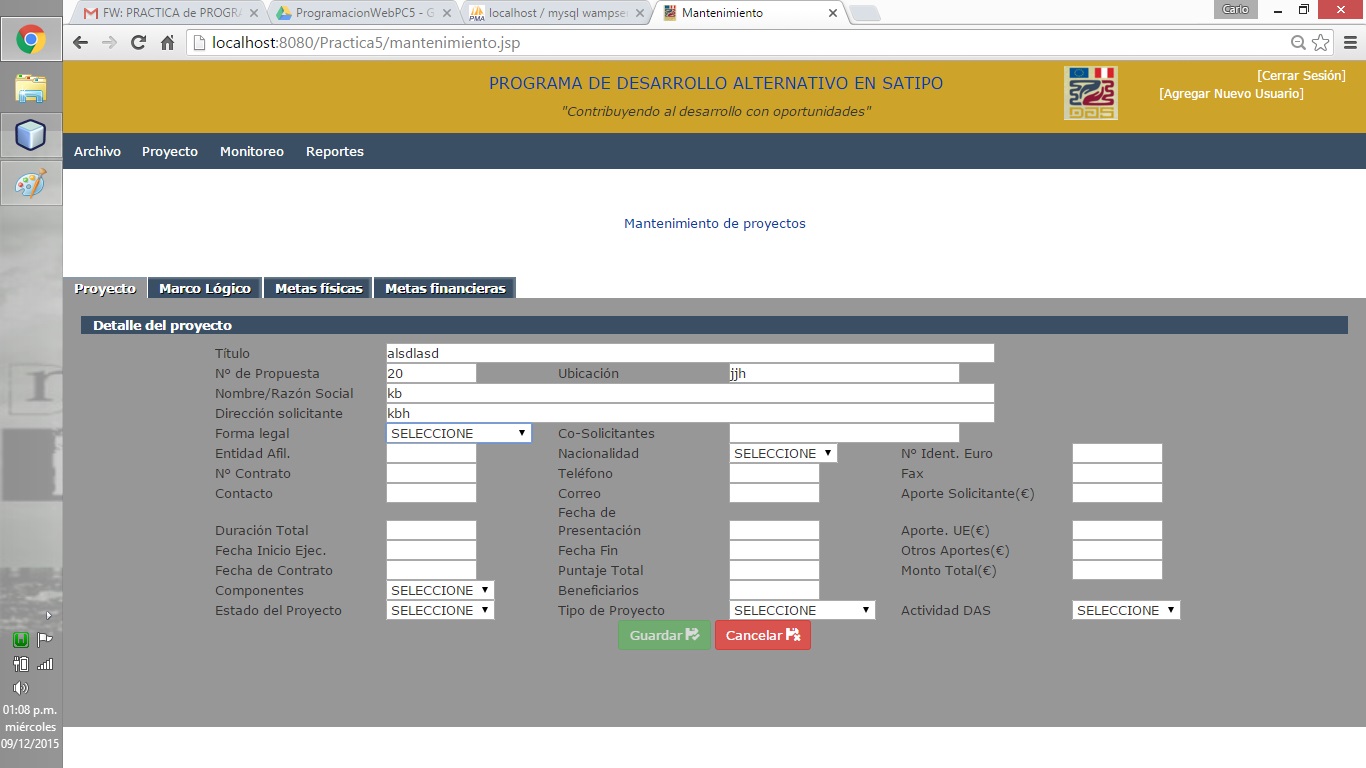 FW: PRACTICA de PROGRA
ProgramacionWebPC5 - G
localhost / mysql wampse
Mantenimiento
Carlo
localhost:8080/Practica5/mantenimiento.jsp
PROGRAMA DE DESARROLLO ALTERNATIVO EN SATIPO
"Contribuyendo al desarrollo con oportunidades"
DAS
[Cerrar Sesión]
[Agregar Nuevo Usuario]
Archivo Proyecto Monitoreo Reportes
Mantenimiento de proyectos
Proyecto Marco Lógico Metas físicas Metas financieras
Detalle del proyecto
Título alsdlasd
Nº de Propuesta 20 Ubicación jjh
Nombre/Razón Social kb
Dirección solicitante kbh
Forma legal SELECCIONE Co-Solicitantes
Entidad Afil. Nacionalidad SELECCIONE Nº Ident. Euro
Nº Contrato Teléfono Fax
Contacto Correo Aporte Solicitante(€)
Duración Total Fecha de Presentación Aporte. UE(€)
Fecha Inicio Ejec. Fecha Fin Otros Aportes(€)
Fecha de Contrato Puntaje Total Monto Total(€)
Componentes SELECCIONE Beneficiarios
Estado del Proyecto SELECCIONE Tipo de Proyecto SELECCIONE Actividad DAS SELECCIONE
Guardar Cancelar
01:08 p.m.
miércoles
09/12/2015